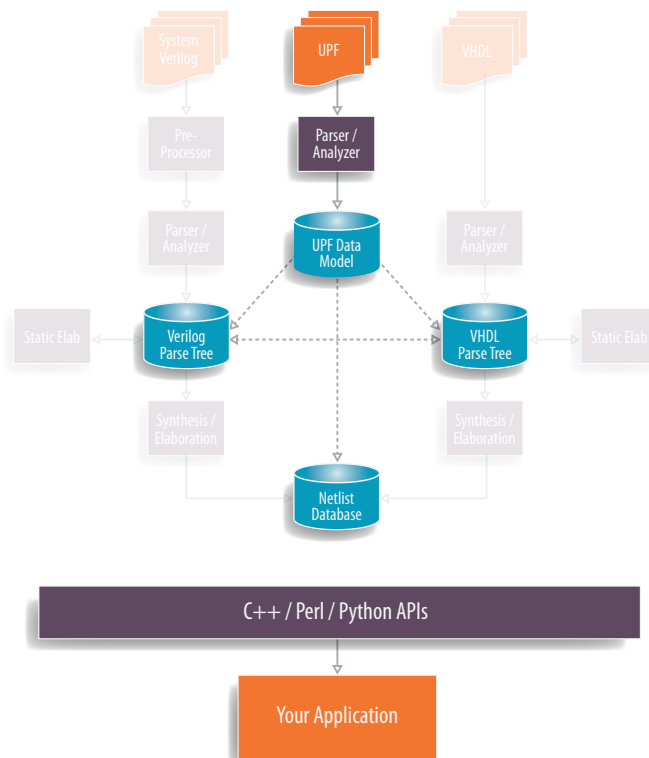 System
Verilog
UPF
VHDL
Pre-
Processor
Parser /
Analyzer
Parser /
Analyzer
UPF Data
Model
Parser /
Analyzer
Static Elab
Verilog
Parse Tree
VHDL
Parse Tree
Static Elab
Synthesis /
Elaboration
Synthesis /
Elaboration
Netlist
Database
C++ / Perl / Python APIs
Your Application